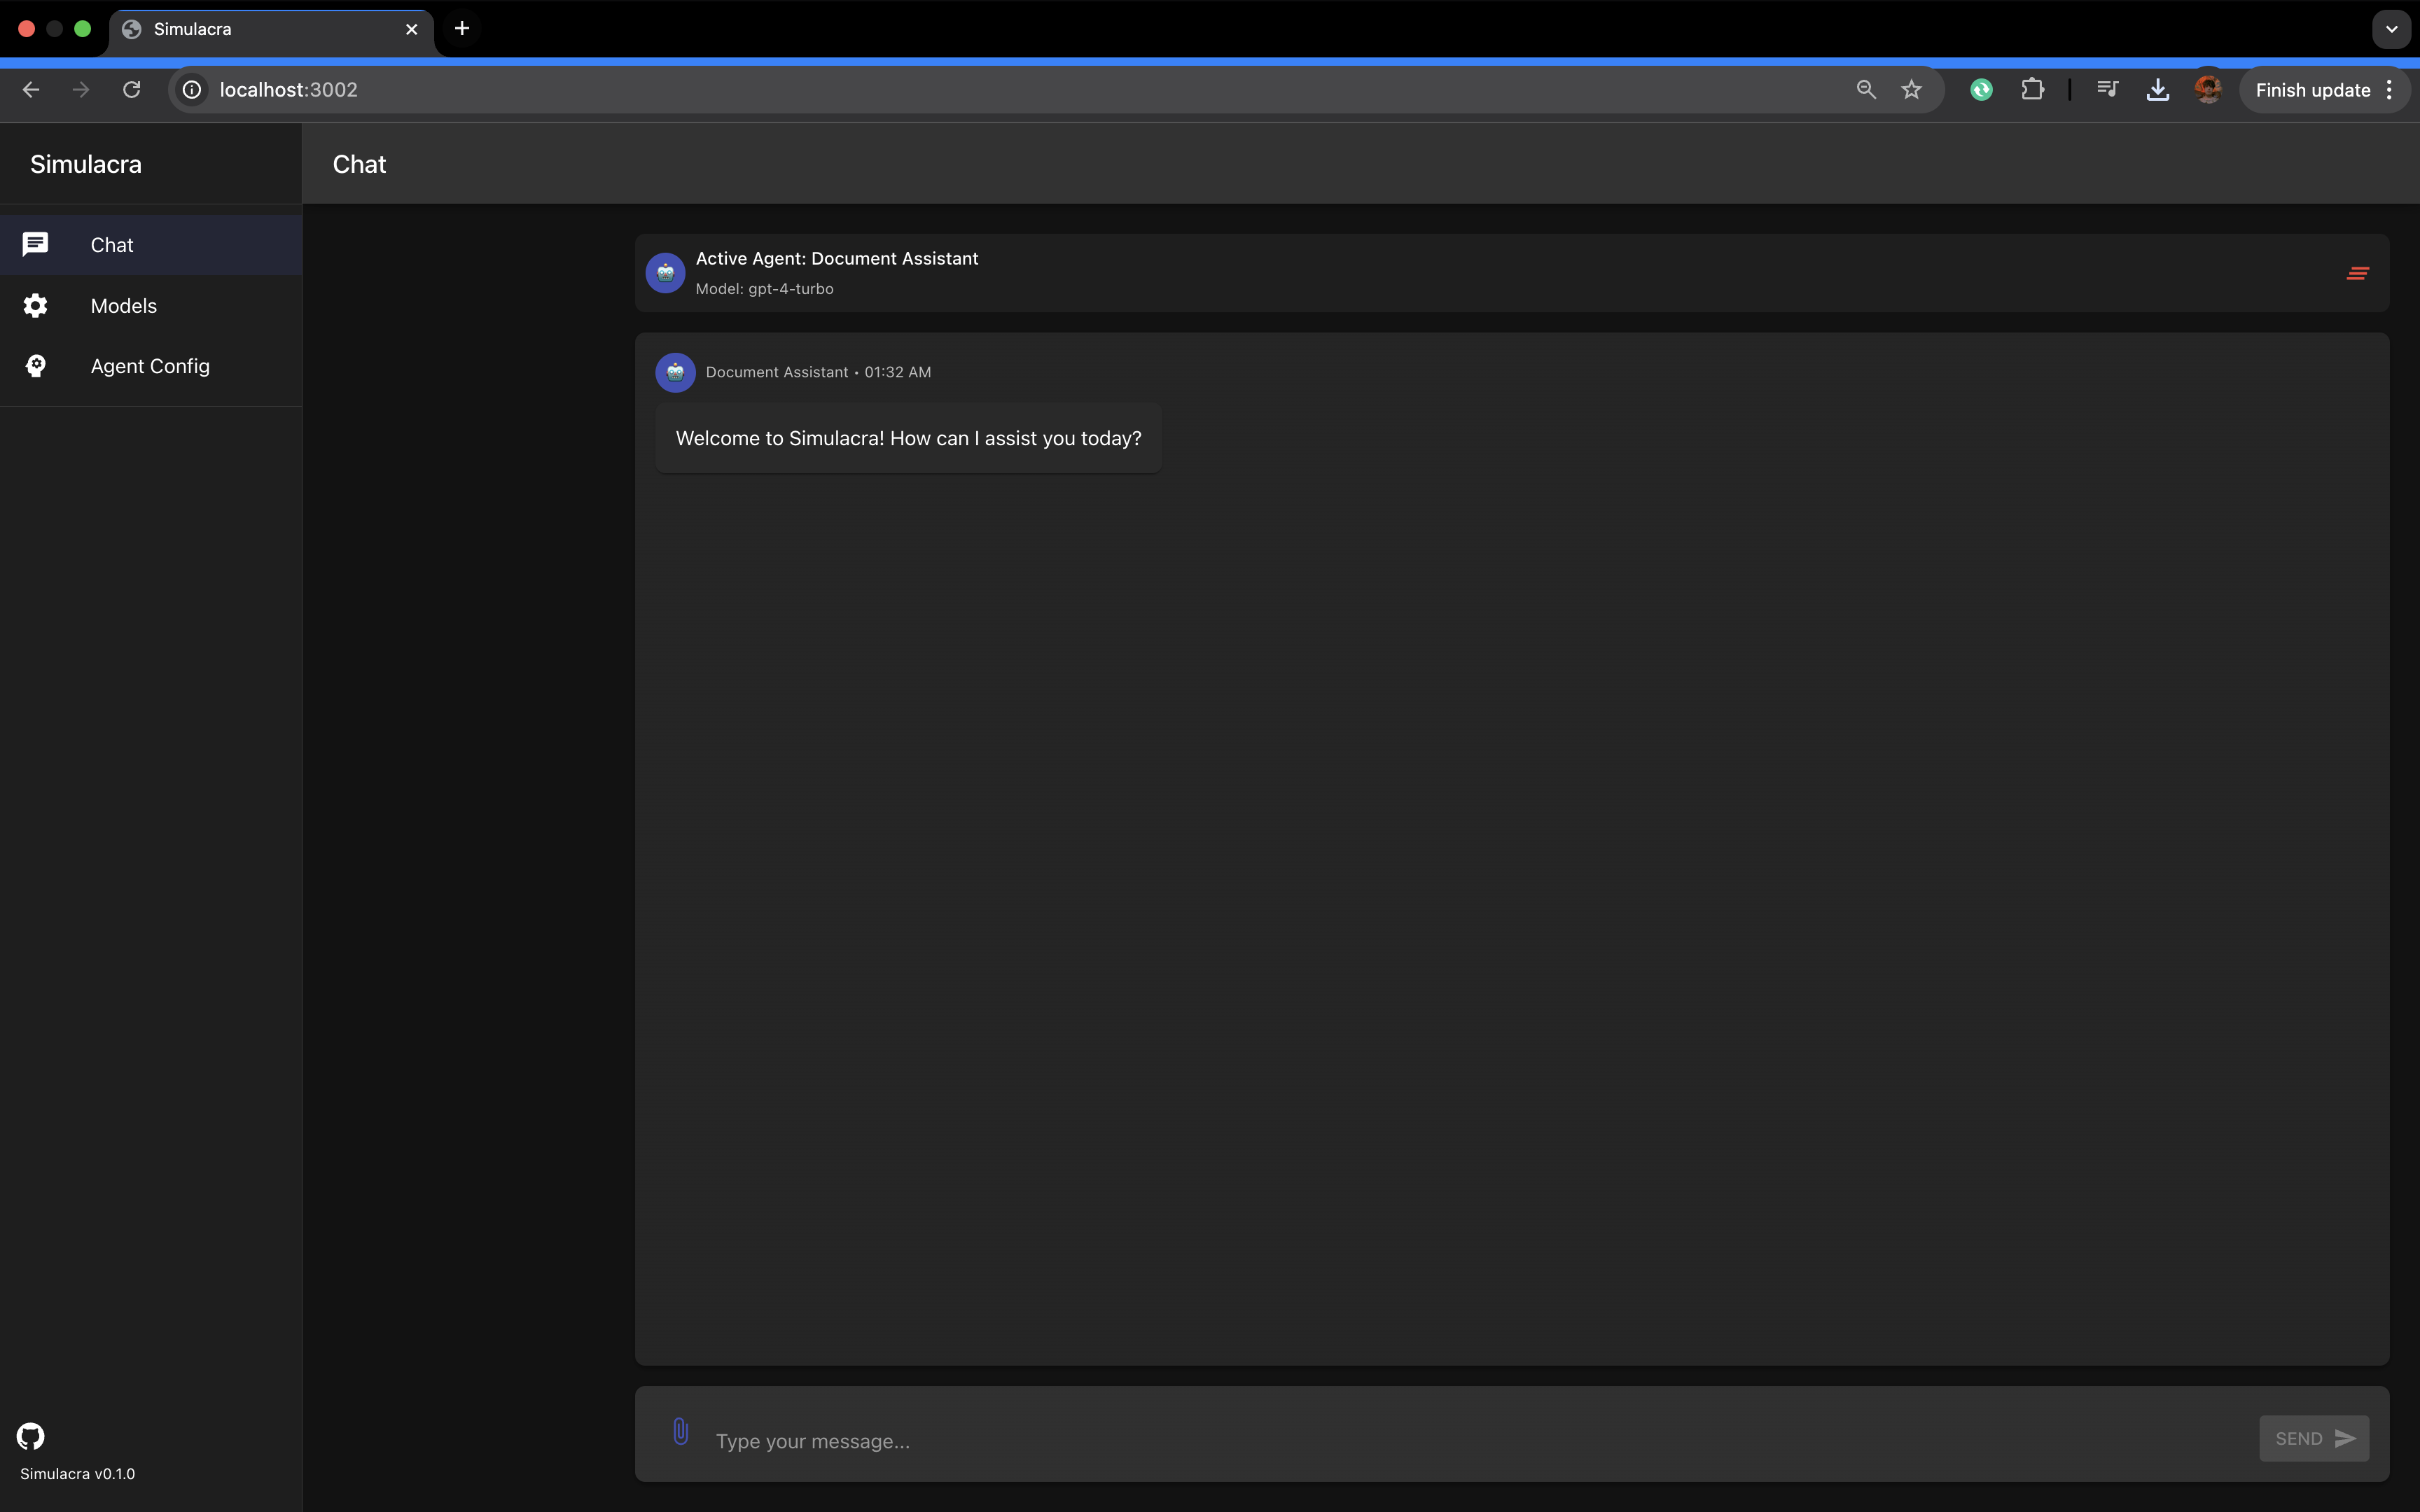 Simulacra
localhost:3002
Finish update
Simulacra
Chat
Chat
Models
Agent Config
Active Agent: Document Assistant
Model: gpt-4-turbo
Document Assistant • 01:32 AM
Welcome to Simulacra! How can I assist you today?
Type your message...
SEND
Simulacra v0.1.0